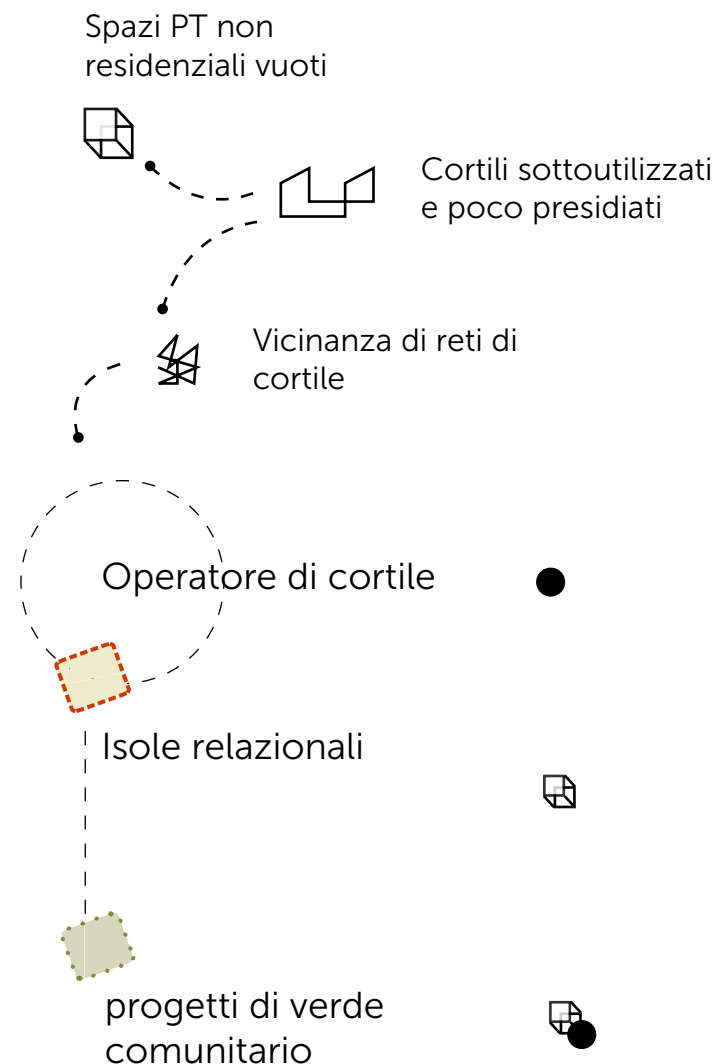 Spazi PT non
residenziali vuoti
Cortili sottoutilizzati
e poco presidiati
Vicinanza di reti di
cortile
Operatore di cortile
Isole relazionali
progetti di verde
comunitario